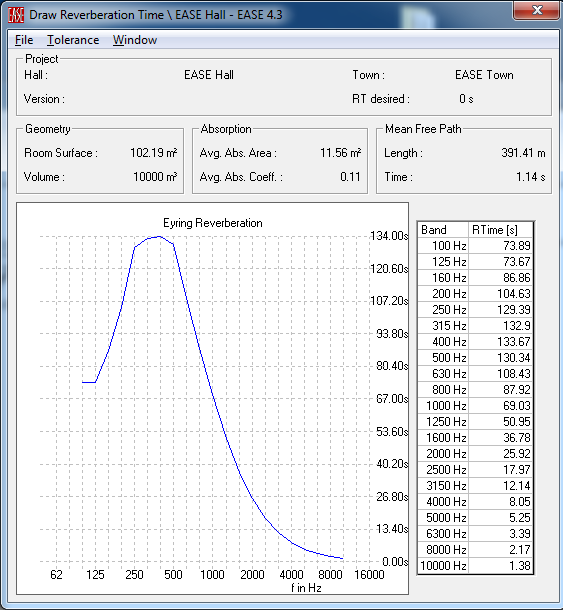 EASE Draw Reverberation Time \ EASE Hall - EASE 4.3
File Tolerance Window
Project
Hall : EASE Hall Town : EASE Town
Version : RT desired : 0 s
Geometry
Room Surface : 102.19 m²
Volume : 10000 m³
Absorption
Avg. Abs. Area : 11.56 m²
Avg. Abs. Coeff. : 0.11
Mean Free Path
Length : 391.41 m
Time : 1.14 s
Eyring Reverberation
134.00s
120.60s
107.20s
93.80s
80.40s
67.00s
53.60s
40.20s
26.80s
13.40s
0.00s
62 125 250 500 1000 2000 4000 8000 16000
f in Hz
Band RTime [s]
100 Hz 73.89
125 Hz 73.67
160 Hz 86.86
200 Hz 104.63
250 Hz 129.39
315 Hz 132.9
400 Hz 133.67
500 Hz 130.34
630 Hz 108.43
800 Hz 87.92
1000 Hz 69.03
1250 Hz 50.95
1600 Hz 36.78
2000 Hz 25.92
2500 Hz 17.97
3150 Hz 12.14
4000 Hz 8.05
5000 Hz 5.25
6300 Hz 3.39
8000 Hz 2.17
10000 Hz 1.38